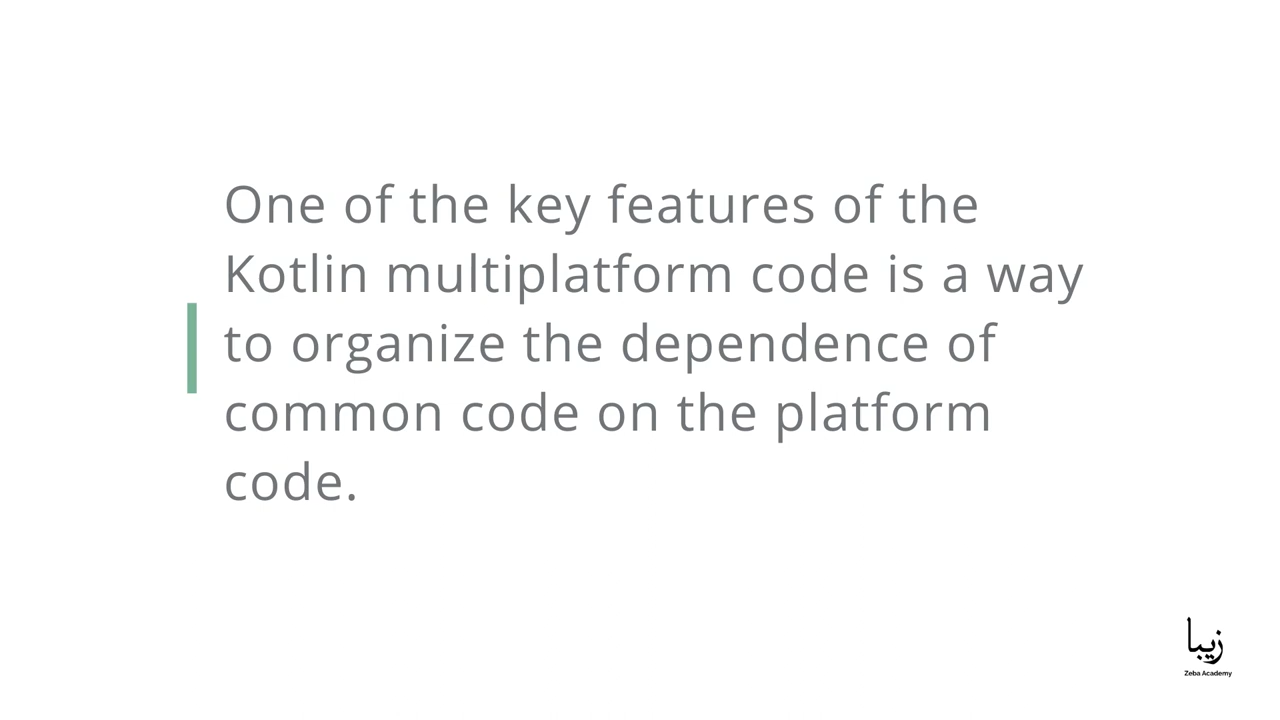 One of the key features of the
Kotlin multiplatform code is a way
to organize the dependence of
common code on the platform
code.
زيبا
Zeba Academy